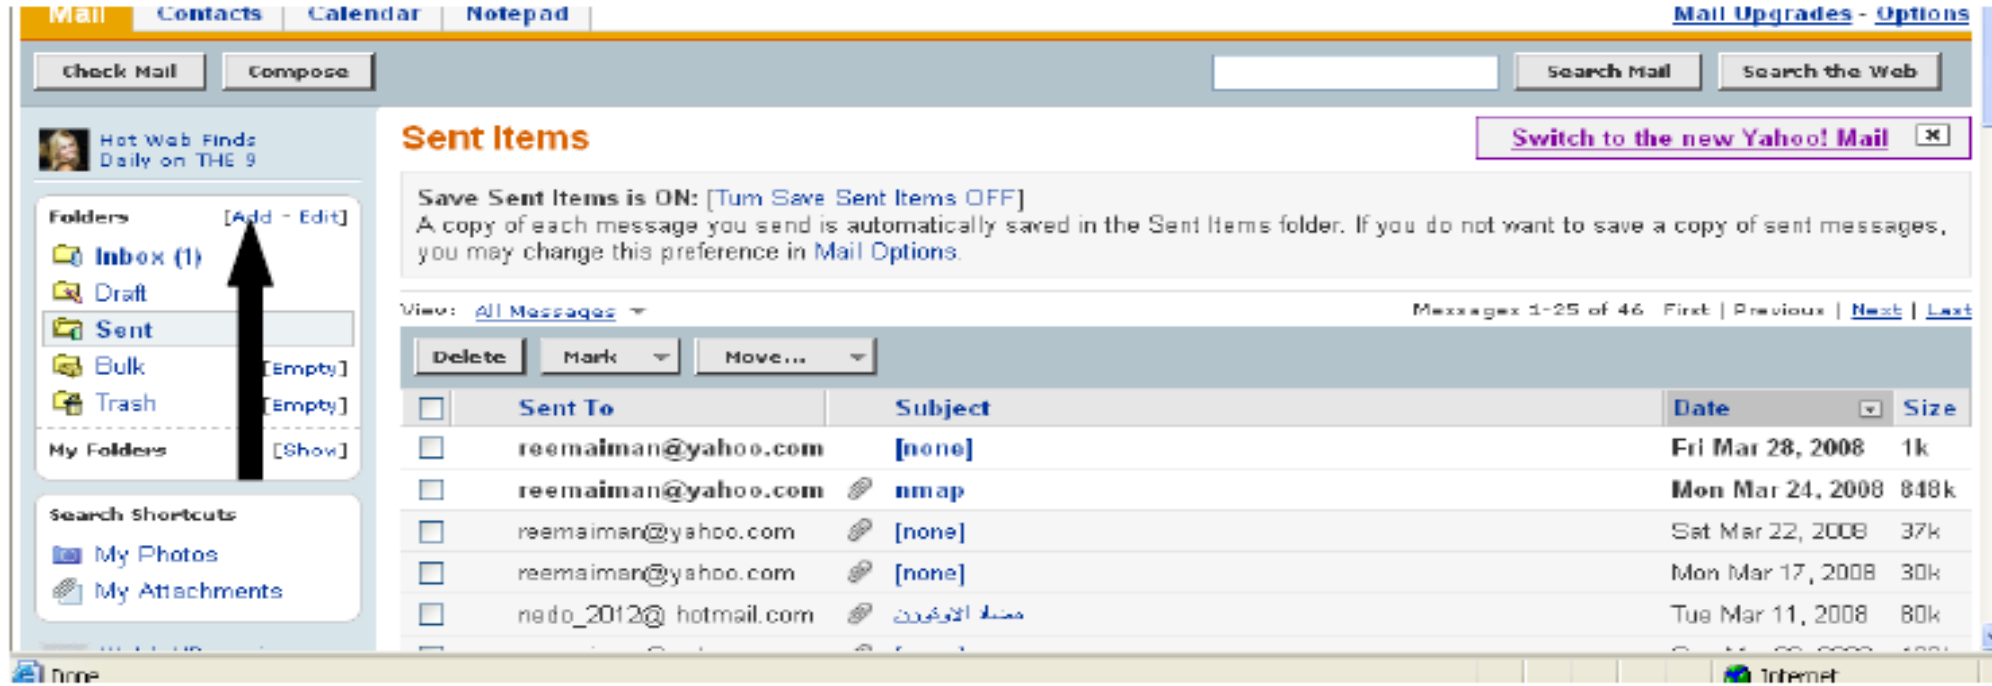 Mail Contacts Calendar Notepad Mail Upgrades - Options
Check Mail Compose Search Mail Search the Web
Hot Web Finds
Daily on THE 9
Sent Items
Switch to the new Yahoo! Mail
Save Sent Items is ON: [Turn Save Sent Items OFF]
A copy of each message you send is automatically saved in the Sent Items folder. If you do not want to save a copy of sent messages,
you may change this preference in Mail Options.
Folders [Add - Edit]
Inbox (1)
Draft
Sent
Bulk [Empty]
Trash [Empty]
My Folders [Show]
Search Shortcuts
My Photos
My Attachments
View: All Messages Messages 1-25 of 46 First | Previous | Next | Last
Delete Mark Move...
Sent To Subject Date Size
reemaiman@yahoo.com [none] Fri Mar 28, 2008 1k
reemaiman@yahoo.com nmap Mon Mar 24, 2008 848k
reemaiman@yahoo.com [none] Sat Mar 22, 2008 37k
reemaiman@yahoo.com [none] Mon Mar 17, 2008 30k
nedo_2012@ hotmail.com Tue Mar 11, 2008 80k
Done Internet